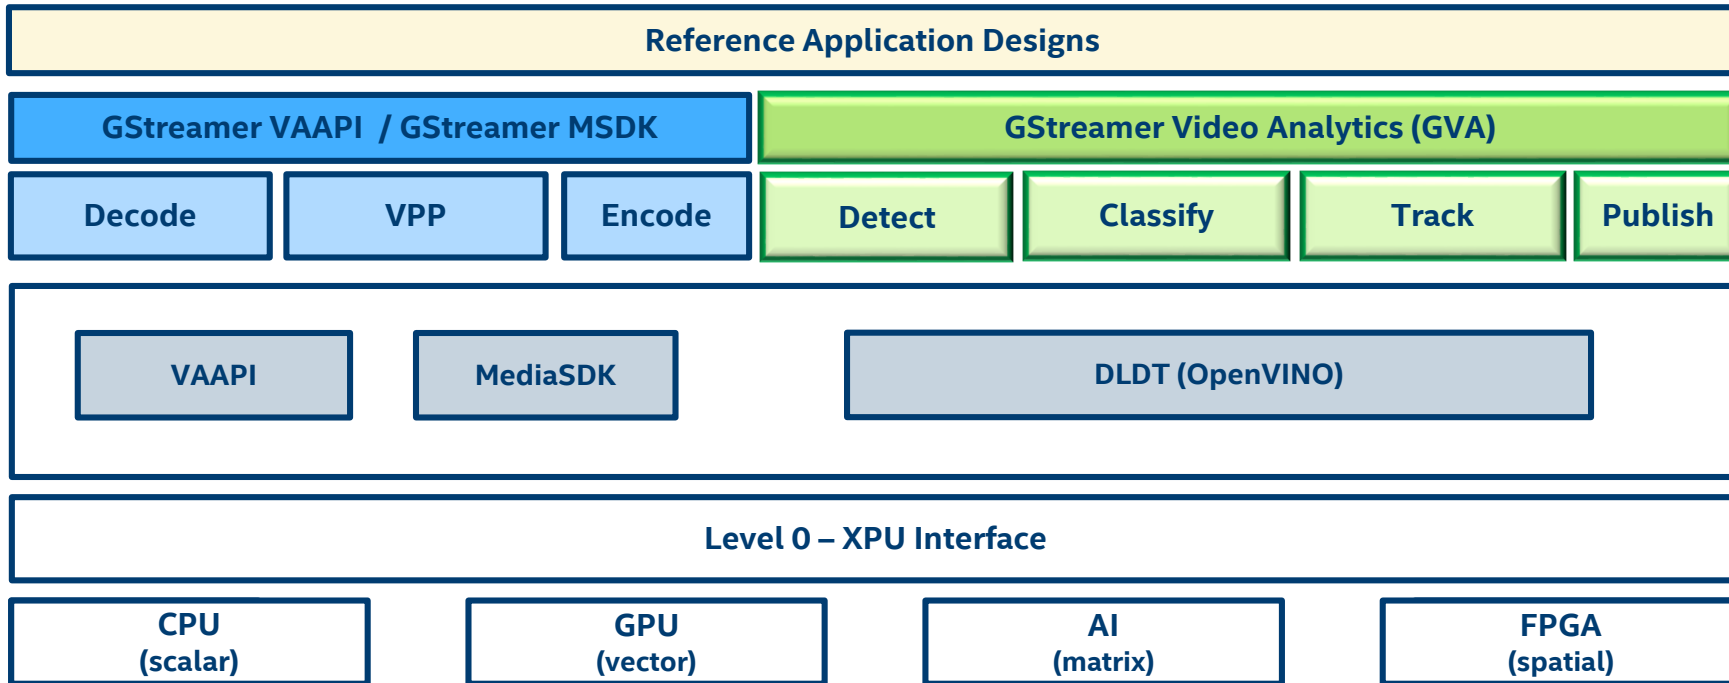 Reference Application Designs
GStreamer VAAPI / GStreamer MSDK
GStreamer Video Analytics (GVA)
Decode
VPP
Encode
Detect
Classify
Track
Publish
VAAPI
MediaSDK
DLDT (OpenVINO)
Level 0 – XPU Interface
CPU
(scalar)
GPU
(vector)
AI
(matrix)
FPGA
(spatial)